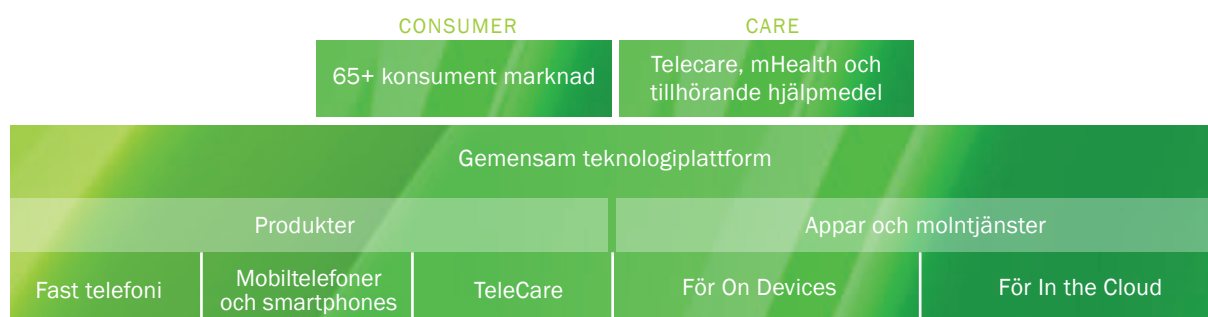 CONSUMER
CARE
65+ konsument marknad
Telecare, mHealth och
tillhörande hjälpmedel
Gemensam teknologiplattform
Produkter
Appar och molntjänster
Fast telefoni
Mobiltelefoner
och smartphones
TeleCare
För On Devices
För In the Cloud